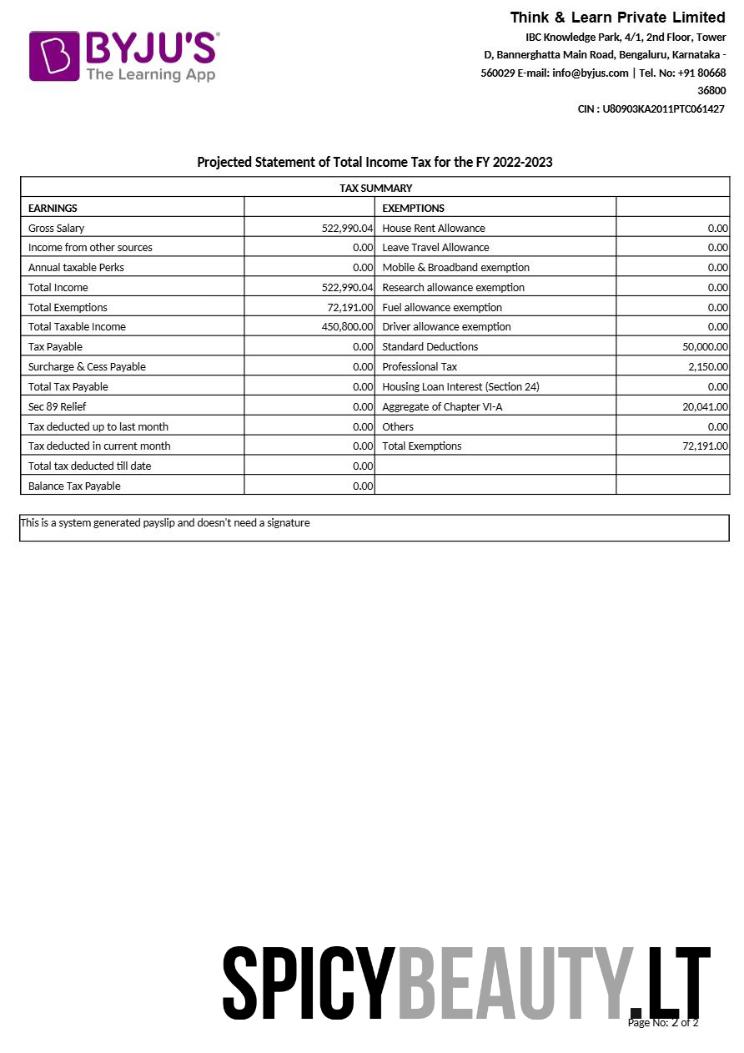 BYJU'S
The Learning App
Think & Learn Private Limited
IBC Knowledge Park, 4/1, 2nd Floor, Tower
D, Bannerghatta Main Road, Bengaluru, Karnataka -
560029 E-mail: info@byjus.com | Tel. No: +91 80668
36800
CIN : U80903KA2011PTC061427
Projected Statement of Total Income Tax for the FY 2022-2023
TAX SUMMARY
EARNINGS EXEMPTIONS
Gross Salary 522,990.04 House Rent Allowance 0.00
Income from other sources 0.00 Leave Travel Allowance 0.00
Annual taxable Perks 0.00 Mobile & Broadband exemption 0.00
Total Income 522,990.04 Research allowance exemption 0.00
Total Exemptions 72,191.00 Fuel allowance exemption 0.00
Total Taxable Income 450,800.00 Driver allowance exemption 0.00
Tax Payable 0.00 Standard Deductions 50,000.00
Surcharge & Cess Payable 0.00 Professional Tax 2,150.00
Total Tax Payable 0.00 Housing Loan Interest (Section 24) 0.00
Sec 89 Relief 0.00 Aggregate of Chapter VI-A 20,041.00
Tax deducted up to last month 0.00 Others 0.00
Tax deducted in current month 0.00 Total Exemptions 72,191.00
Total tax deducted till date 0.00
Balance Tax Payable 0.00
This is a system generated payslip and doesn't need a signature
SPICYBEAUTY.LT
Page No: 2 of 2